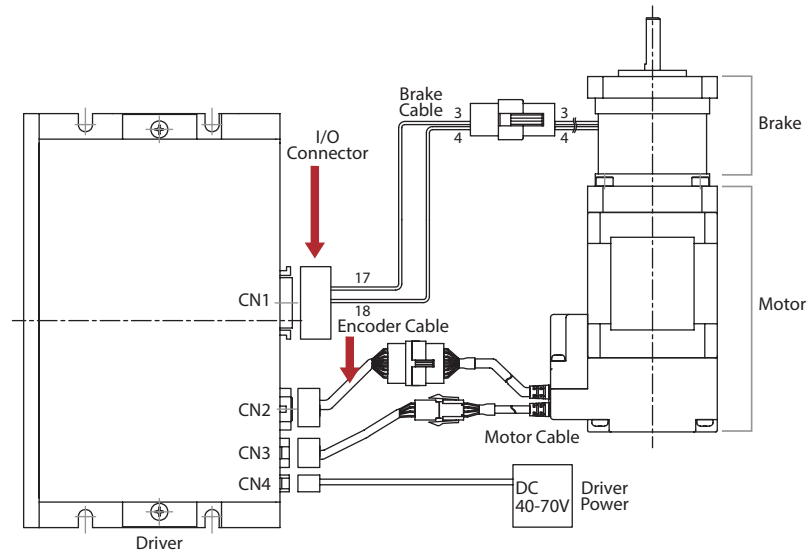 Brake
Cable
3
3
4
4
I/O
Connector
Brake
17
CN1
18
Encoder Cable
Motor
CN2
CN3
Motor Cable
CN4
DC
40-70V
Driver
Power
Driver